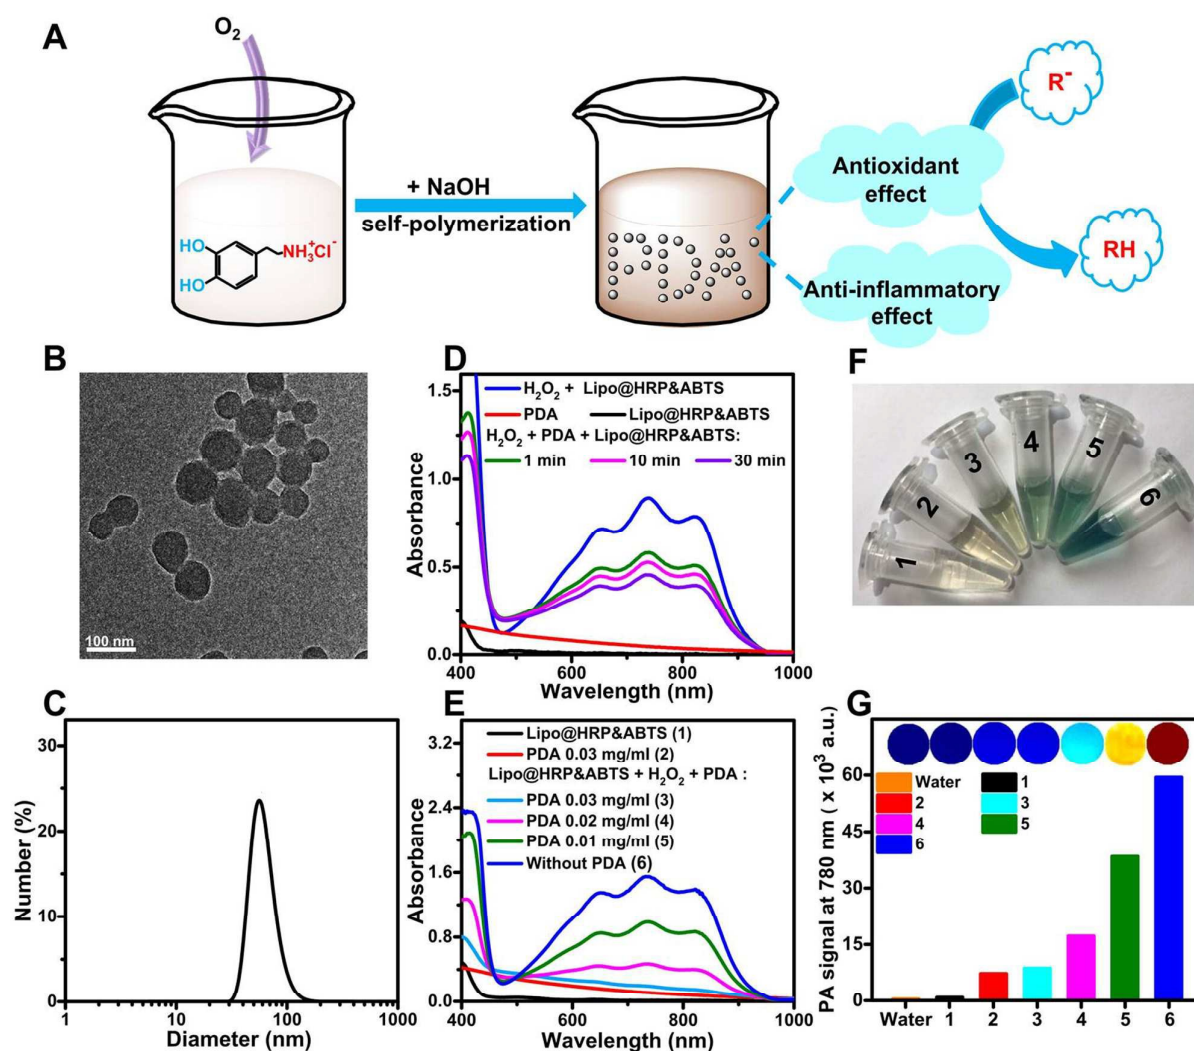 A
O₂
HO
HO
NH₃⁺Cl⁻
+ NaOH
self-polymerization
PDA
Antioxidant
effect
Anti-inflammatory
effect
R⁻
RH
B
100 nm
C
Number (%)
30
20
10
0
1 10 100 1000
Diameter (nm)
D
H₂O₂ + Lipo@HRP&ABTS
PDA Lipo@HRP&ABTS
H₂O₂ + PDA + Lipo@HRP&ABTS:
1 min 10 min 30 min
Absorbance
1.5
1.0
0.5
0.0
400 600 800 1000
Wavelength (nm)
E
Lipo@HRP&ABTS (1)
PDA 0.03 mg/ml (2)
Lipo@HRP&ABTS + H₂O₂ + PDA :
PDA 0.03 mg/ml (3)
PDA 0.02 mg/ml (4)
PDA 0.01 mg/ml (5)
Without PDA (6)
Absorbance
3.2
2.4
1.6
0.8
0.0
400 600 800 1000
Wavelength (nm)
F
1
2
3
4
5
6
G
PA signal at 780 nm ( x 10³ a.u.)
60
45
30
15
0
Water 1
2 3
4 5
6
Water 1 2 3 4 5 6